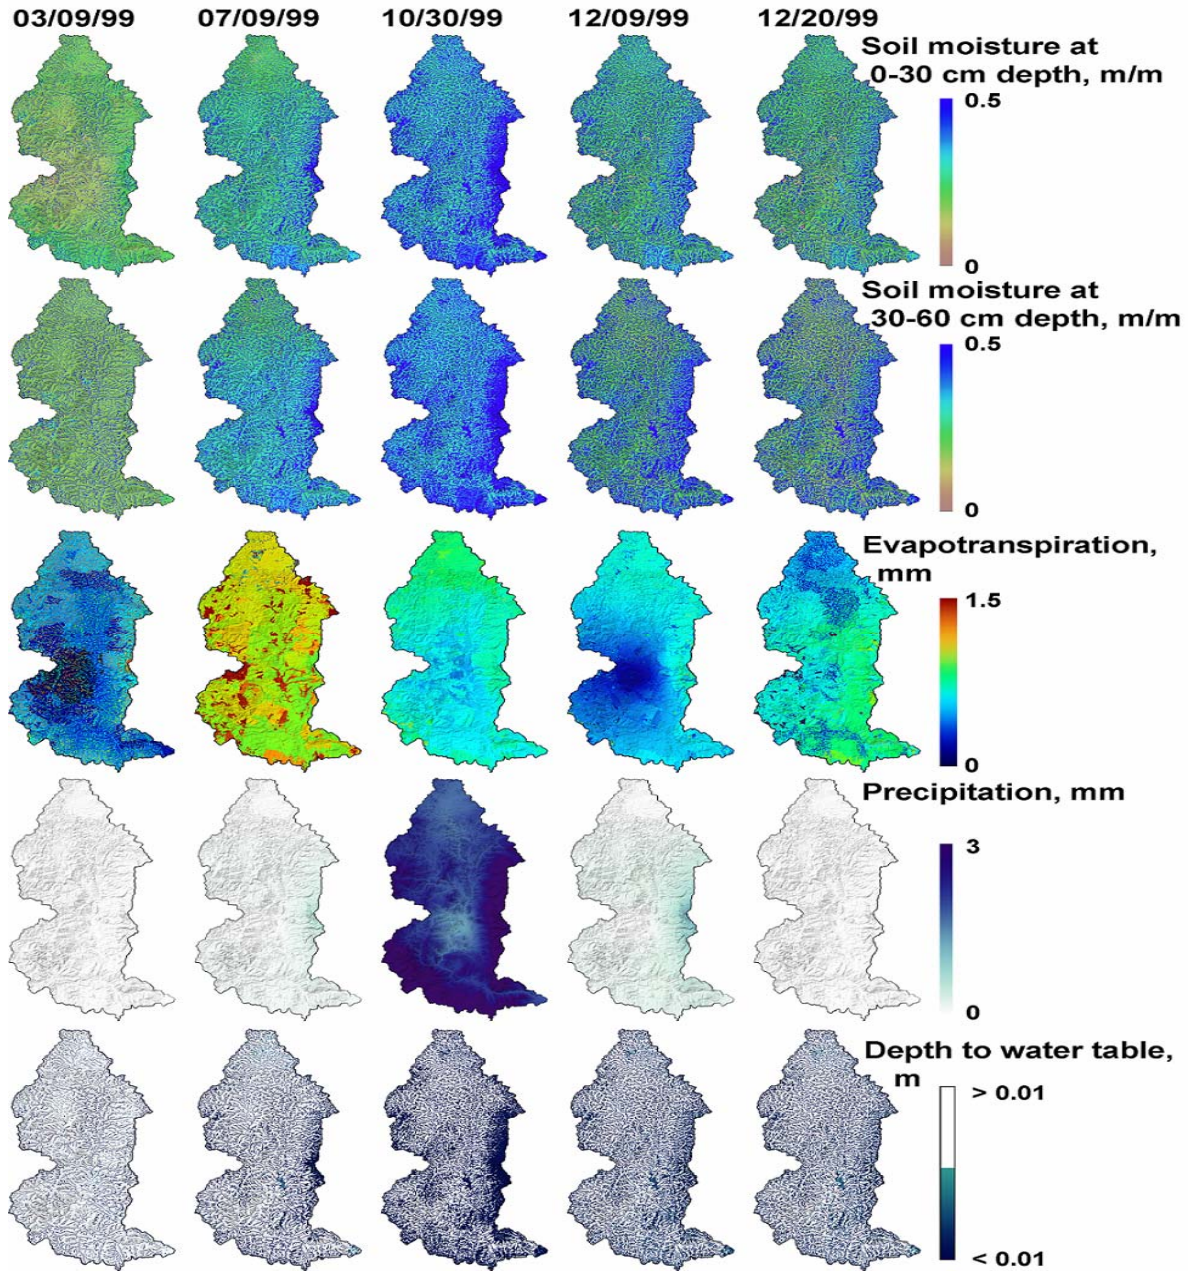 03/09/99 07/09/99 10/30/99 12/09/99 12/20/99
Soil moisture at
0-30 cm depth, m/m
0.5
0
Soil moisture at
30-60 cm depth, m/m
0.5
0
Evapotranspiration,
mm
1.5
0
Precipitation, mm
3
0
Depth to water table,
m
> 0.01
< 0.01